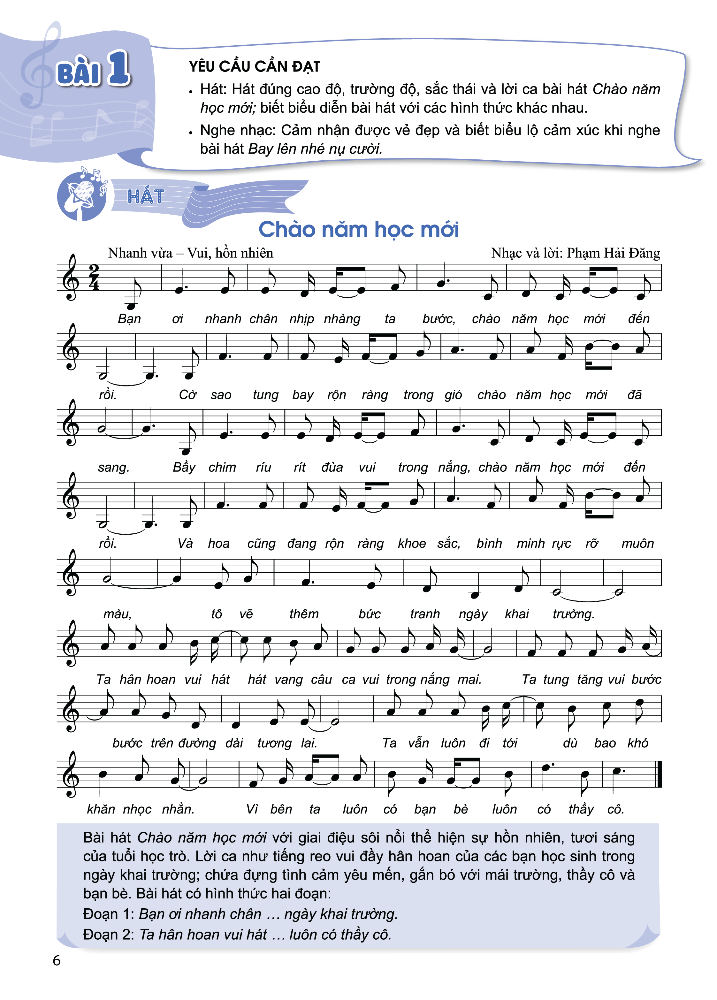 BÀI 1
YÊU CẦU CẦN ĐẠT
• Hát: Hát đúng cao độ, trường độ, sắc thái và lời ca bài hát Chào năm
học mới; biết biểu diễn bài hát với các hình thức khác nhau.
• Nghe nhạc: Cảm nhận được vẻ đẹp và biết biểu lộ cảm xúc khi nghe
bài hát Bay lên nhé nụ cười.
HÁT
Chào năm học mới
Nhanh vừa – Vui, hồn nhiên
Nhạc và lời: Phạm Hải Đăng
2
4
Bạn ơi nhanh chân nhịp nhàng ta bước, chào năm học mới đến
rồi. Cờ sao tung bay rộn ràng trong gió chào năm học mới đã
sang. Bầy chim ríu rít đùa vui trong nắng, chào năm học mới đến
rồi. Và hoa cũng đang rộn ràng khoe sắc, bình minh rực rỡ muôn
màu, tô vẽ thêm bức tranh ngày khai trường.
Ta hân hoan vui hát hát vang câu ca vui trong nắng mai. Ta tung tăng vui bước
bước trên đường dài tương lai. Ta vẫn luôn đi tới dù bao khó
khăn nhọc nhằn. Vì bên ta luôn có bạn bè luôn có thầy cô.
Bài hát Chào năm học mới với giai điệu sôi nổi thể hiện sự hồn nhiên, tươi sáng
của tuổi học trò. Lời ca như tiếng reo vui đầy hân hoan của các bạn học sinh trong
ngày khai trường; chứa đựng tình cảm yêu mến, gắn bó với mái trường, thầy cô và
bạn bè. Bài hát có hình thức hai đoạn:
Đoạn 1: Bạn ơi nhanh chân … ngày khai trường.
Đoạn 2: Ta hân hoan vui hát … luôn có thầy cô.
6